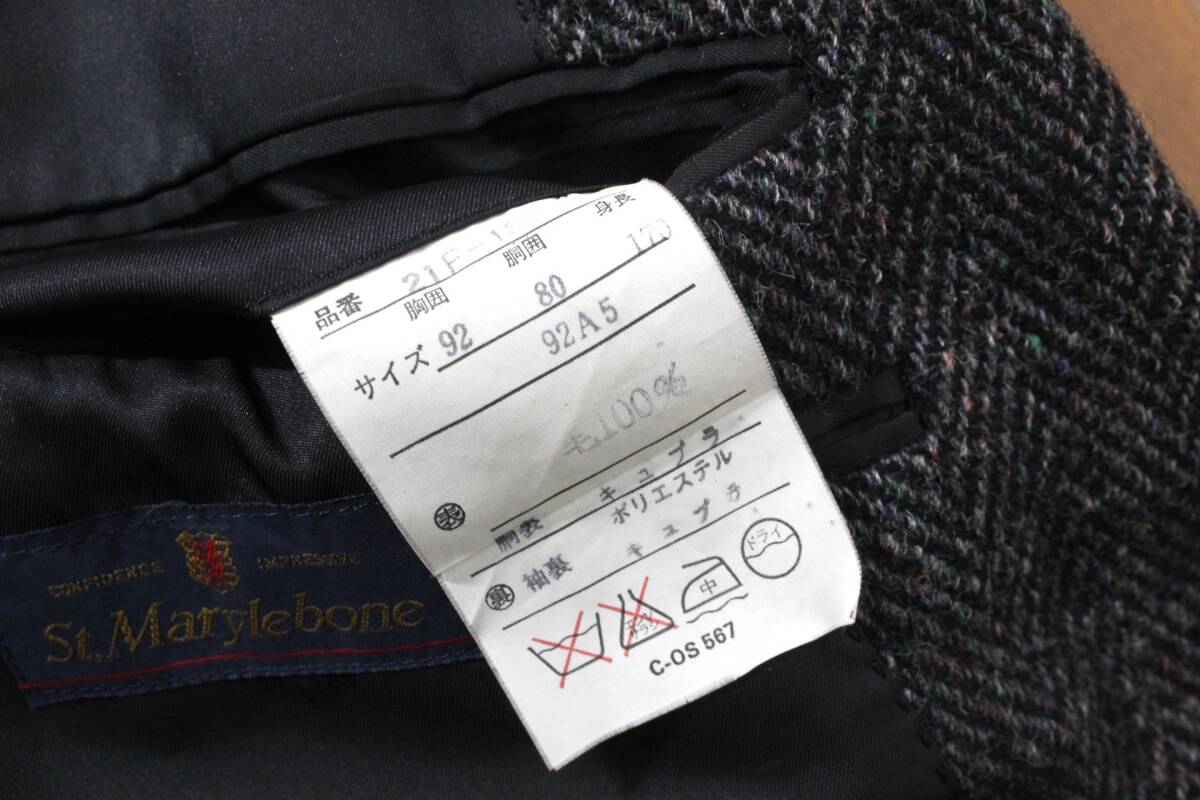 品番 21F-1
胸囲 胴囲 身長
サイズ 92 80 170
92A5
毛100%
表
胴裏 キュプラ
ポリエステル
裏 袖裏 キュプラ
中 ドライ
C-OS 567
CONFIDENCE IMPRESSIVE
St.Marylebone